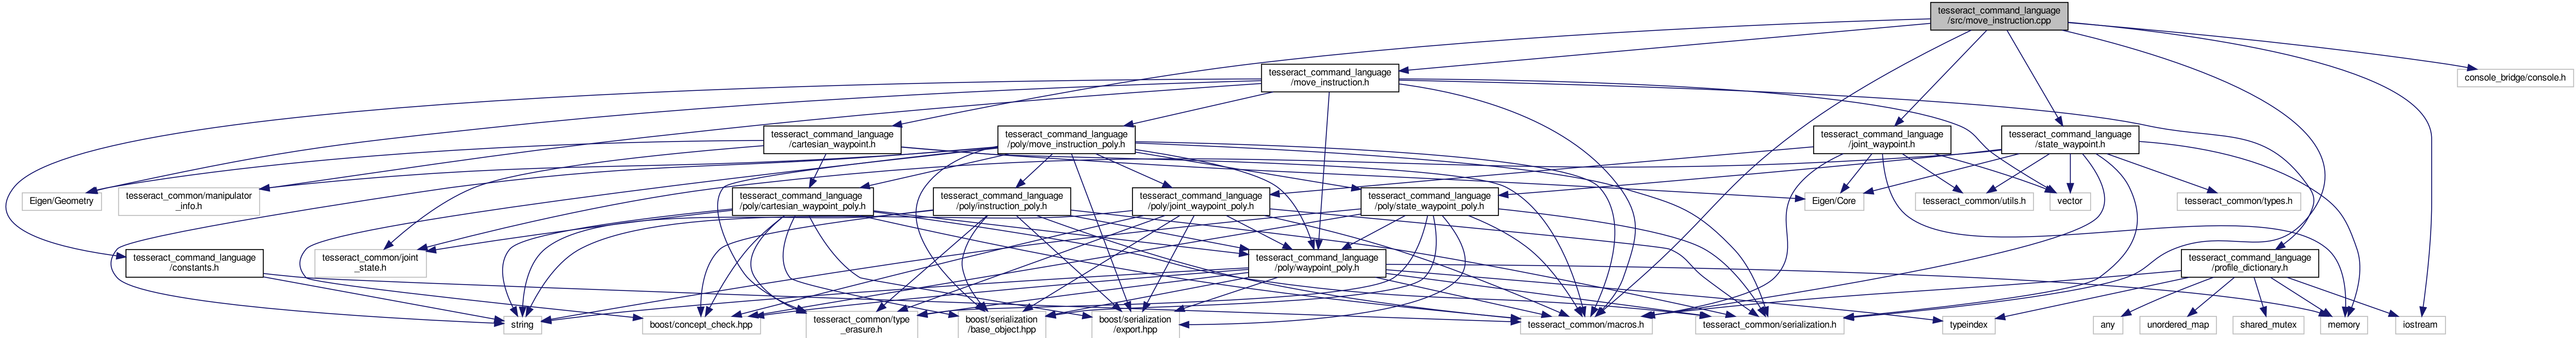 tesseract_command_language
/src/move_instruction.cpp
tesseract_command_language
/move_instruction.h
console_bridge/console.h
tesseract_command_language
/cartesian_waypoint.h
tesseract_command_language
/poly/move_instruction_poly.h
tesseract_command_language
/joint_waypoint.h
tesseract_command_language
/state_waypoint.h
Eigen/Geometry
tesseract_common/manipulator
_info.h
tesseract_command_language
/poly/cartesian_waypoint_poly.h
tesseract_command_language
/poly/instruction_poly.h
tesseract_command_language
/poly/joint_waypoint_poly.h
tesseract_command_language
/poly/state_waypoint_poly.h
Eigen/Core
tesseract_common/utils.h
vector
tesseract_common/types.h
tesseract_command_language
/constants.h
tesseract_common/joint
_state.h
tesseract_command_language
/poly/waypoint_poly.h
tesseract_command_language
/profile_dictionary.h
string
boost/concept_check.hpp
tesseract_common/type
_erasure.h
boost/serialization
/base_object.hpp
boost/serialization
/export.hpp
tesseract_common/macros.h
tesseract_common/serialization.h
typeindex
any
unordered_map
shared_mutex
memory
iostream